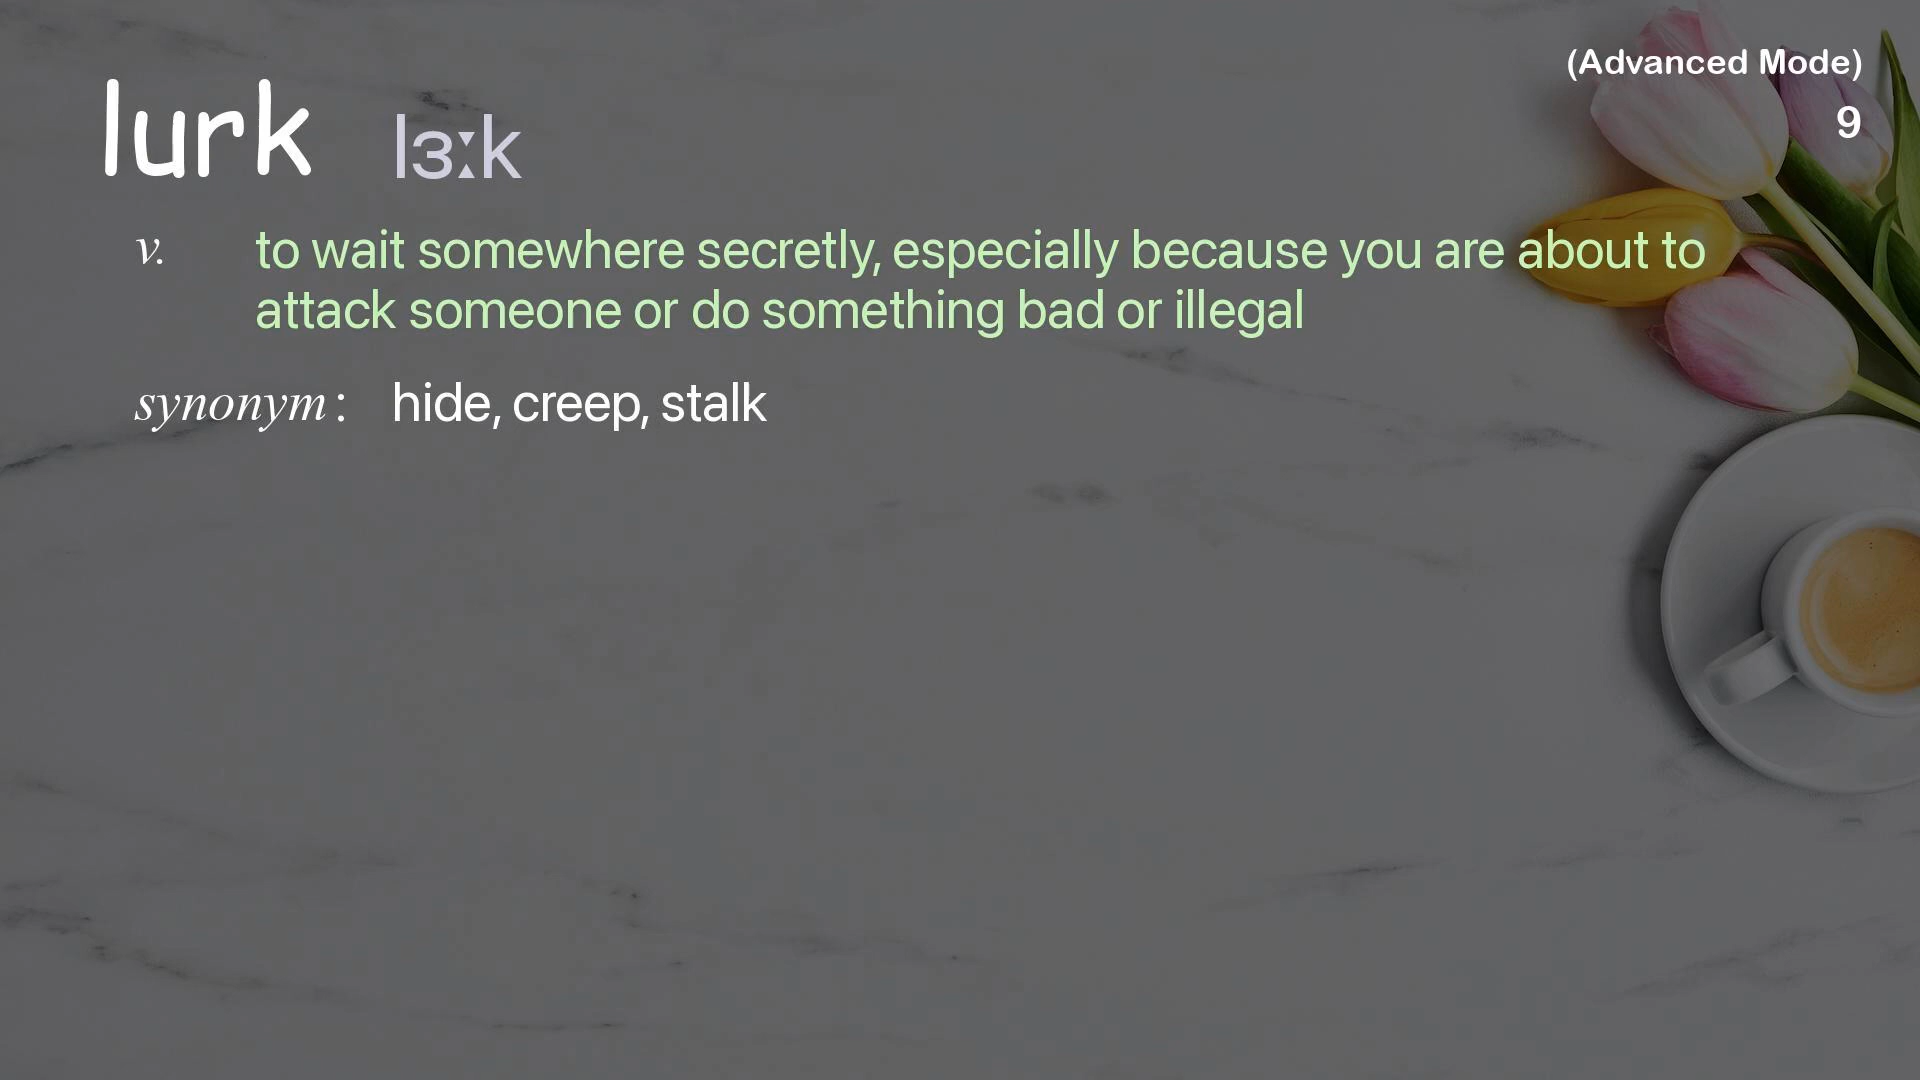 (Advanced Mode)
9
lurk lɜːk
v. to wait somewhere secretly, especially because you are about to
attack someone or do something bad or illegal
synonym: hide, creep, stalk